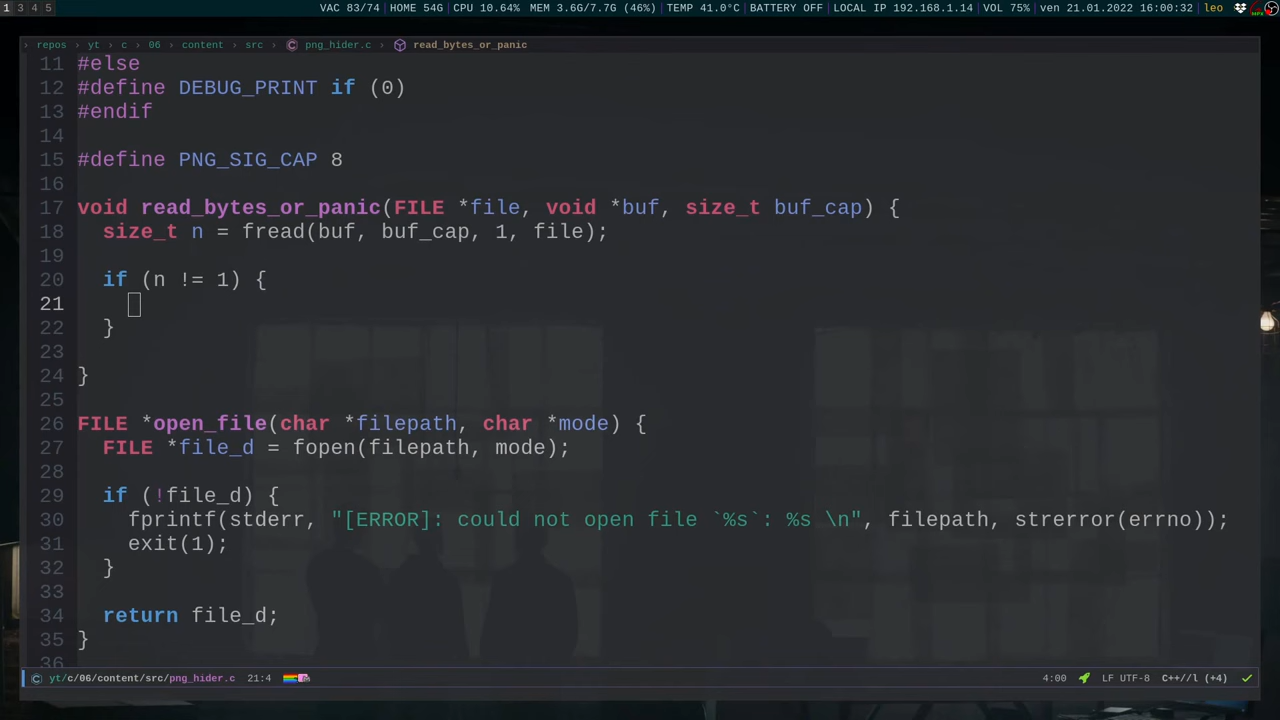 1 3 4 5 VAC 83/74 | HOME 54G | CPU 10.64% MEM 3.6G/7.7G (46%) | TEMP 41.0°C | BATTERY OFF | LOCAL IP 192.168.1.14 | VOL 75% | ven 21.01.2022 16:00:32 | leo
› repos › yt › c › 06 › content › src › png_hider.c › read_bytes_or_panic
11 #else
12 #define DEBUG_PRINT if (0)
13 #endif
14
15 #define PNG_SIG_CAP 8
16
17 void read_bytes_or_panic(FILE *file, void *buf, size_t buf_cap) {
18 size_t n = fread(buf, buf_cap, 1, file);
19
20 if (n != 1) {
21
22 }
23
24 }
25
26 FILE *open_file(char *filepath, char *mode) {
27 FILE *file_d = fopen(filepath, mode);
28
29 if (!file_d) {
30 fprintf(stderr, "[ERROR]: could not open file `%s`: %s \n", filepath, strerror(errno));
31 exit(1);
32 }
33
34 return file_d;
35 }
36
yt/c/06/content/src/png_hider.c 21:4 4:00 LF UTF-8 C++//l (+4)